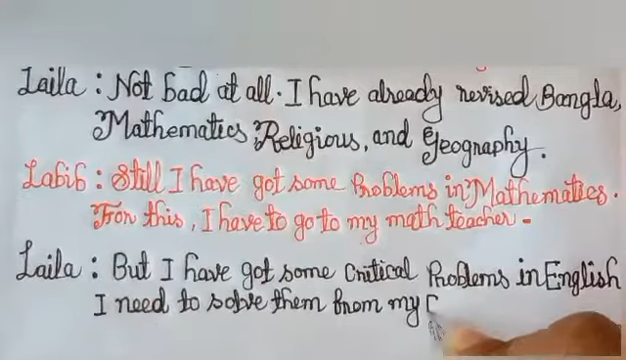 Laila : Not bad at all. I have already revised Bangla,
Mathematics Religious, and Geography.
Labib : Still I have got some Problems in Mathematics.
For this, I have to go to my math teacher.
Laila : But I have got some Critical Problems in English
I need to solve them from my